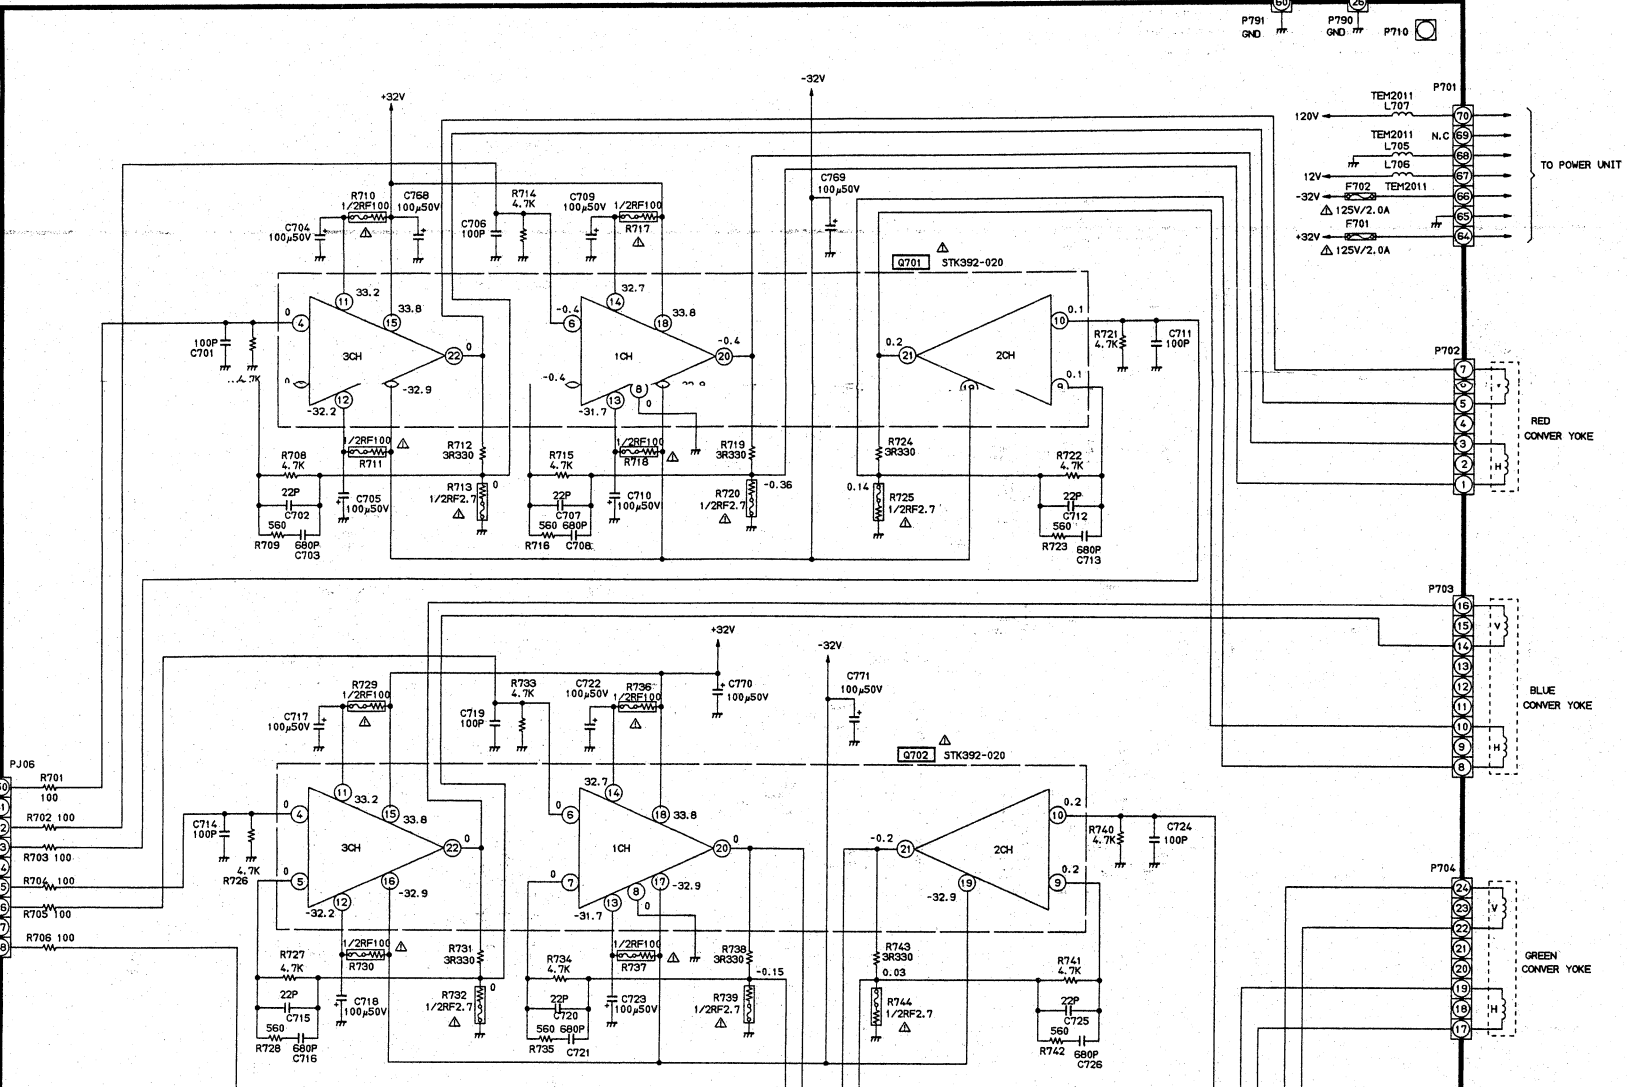 P791
GND
60
P790
GND
26
P710
-32V
+32V
P701
TEM2011
L707
120V
70
N.C
69
TEM2011
L705
68
L706
12V
67
TEM2011
-32V
F702
66
125V/2.0A
65
F701
+32V
64
125V/2.0A
TO POWER UNIT
R710
1/2RF100
C768
100µ50V
C704
100µ50V
C706
100P
R714
4.7K
C709
100µ50V
1/2RF100
R717
C769
100µ50V
Q701
STK392-020
0
4
11
33.2
33.8
15
3CH
22
0
-32.9
12
-32.2
100P
C701
-0.4
6
32.7
14
33.8
18
1CH
-0.4
20
-0.4
8
0
13
-31.7
0.2
21
2CH
10
0.1
0.1
9
R721
4.7K
C711
100P
1/2RF100
R711
R708
4.7K
22P
C702
560
R709
680P
C703
C705
100µ50V
R712
3R330
R713
1/2RF2.7
0
R715
4.7K
22P
C707
560
R716
680P
C708
1/2RF100
R718
C710
100µ50V
R719
3R330
-0.36
R720
1/2RF2.7
R724
3R330
0.14
R725
1/2RF2.7
R722
4.7K
22P
C712
560
R723
680P
C713
P702
7
5
4
3
2
1
H
RED
CONVER YOKE
P703
16
15
14
13
12
11
10
9
8
V
H
BLUE
CONVER YOKE
+32V
-32V
R729
1/2RF100
C717
100µ50V
C719
100P
R733
4.7K
C722
100µ50V
R736
1/2RF100
C770
100µ50V
C771
100µ50V
Q702
STK392-020
PJ06
R701
100
R702 100
R703 100
R704 100
R705 100
R706 100
C714
100P
4.7K
R726
0
4
11
33.2
15
33.8
3CH
22
0
0
5
12
-32.2
16
-32.9
0
6
32.7
14
18
33.8
1CH
20
0
0
7
8
0
13
-31.7
17
-32.9
-0.2
21
2CH
10
0.2
0.2
9
19
-32.9
R740
4.7K
C724
100P
1/2RF100
R730
R727
4.7K
22P
C715
560
R728
680P
C716
C718
100µ50V
R731
3R330
R732
1/2RF2.7
0
R734
4.7K
22P
C720
560
R735
680P
C721
1/2RF100
R737
C723
100µ50V
R738
3R330
-0.15
R739
1/2RF2.7
R743
3R330
0.03
R744
1/2RF2.7
R741
4.7K
22P
C725
560
R742
680P
C726
P704
24
23
22
21
20
19
18
17
V
H
GREEN
CONVER YOKE